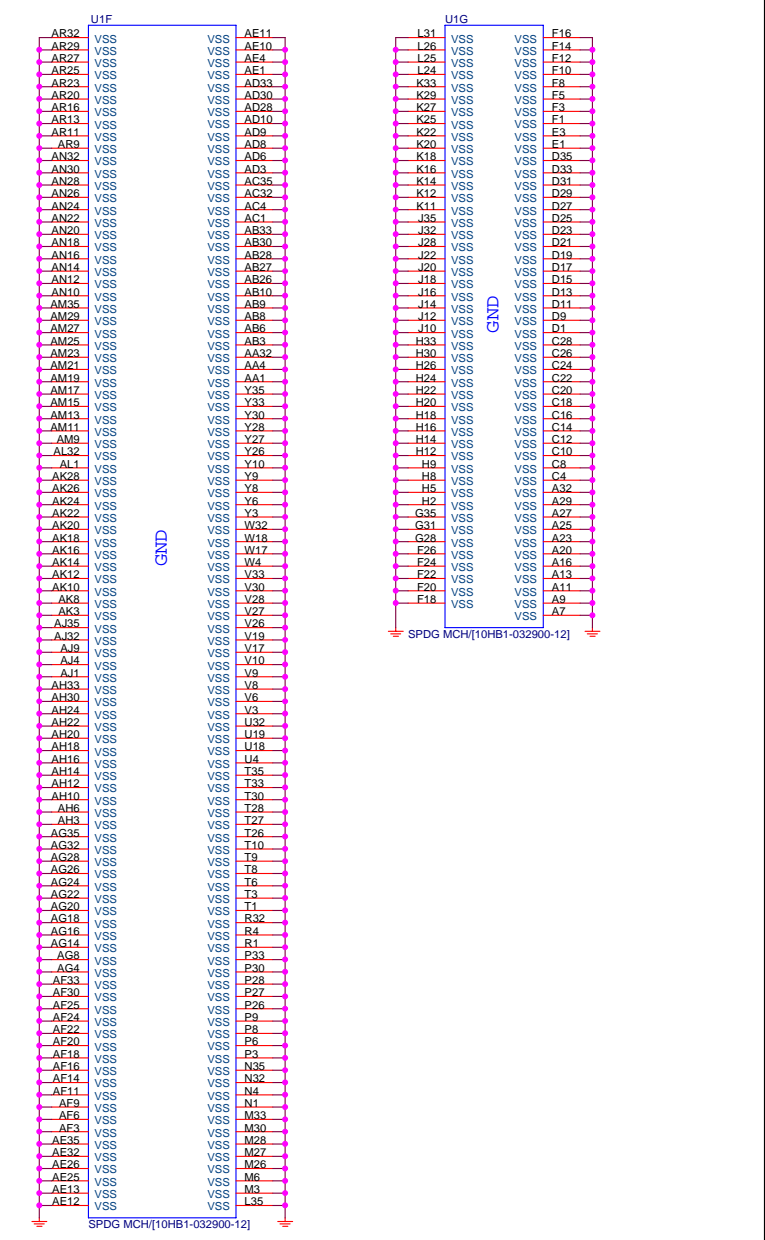 U1F
AR32 VSS VSS AE11
AR29 VSS VSS AE10
AR27 VSS VSS AE4
AR25 VSS VSS AE1
AR23 VSS VSS AD33
AR20 VSS VSS AD30
AR16 VSS VSS AD28
AR13 VSS VSS AD10
AR11 VSS VSS AD9
AR9 VSS VSS AD8
AN32 VSS VSS AD6
AN30 VSS VSS AD3
AN28 VSS VSS AC35
AN26 VSS VSS AC32
AN24 VSS VSS AC4
AN22 VSS VSS AC1
AN20 VSS VSS AB33
AN18 VSS VSS AB30
AN16 VSS VSS AB28
AN14 VSS VSS AB27
AN12 VSS VSS AB26
AN10 VSS VSS AB10
AM35 VSS VSS AB9
AM29 VSS VSS AB8
AM27 VSS VSS AB6
AM25 VSS VSS AB3
AM23 VSS VSS AA32
AM21 VSS VSS AA4
AM19 VSS VSS AA1
AM17 VSS VSS Y35
AM15 VSS VSS Y33
AM13 VSS VSS Y30
AM11 VSS VSS Y28
AM9 VSS VSS Y27
AL32 VSS VSS Y26
AL1 VSS VSS Y10
AK28 VSS VSS Y9
AK26 VSS VSS Y8
AK24 VSS VSS Y6
AK22 VSS VSS Y3
AK20 VSS VSS W32
AK18 VSS VSS W18
AK16 VSS VSS W17
AK14 VSS VSS W4
AK12 VSS VSS V33
AK10 VSS VSS V30
AK8 VSS VSS V28
AK3 VSS VSS V27
AJ35 VSS VSS V26
AJ32 VSS VSS V19
AJ9 VSS VSS V17
AJ4 VSS VSS V10
AJ1 VSS VSS V9
AH33 VSS VSS V8
AH30 VSS VSS V6
AH24 VSS VSS V3
AH22 VSS VSS U32
AH20 VSS VSS U19
AH18 VSS VSS U18
AH16 VSS VSS U4
AH14 VSS VSS T35
AH12 VSS VSS T33
AH10 VSS VSS T30
AH6 VSS VSS T28
AH3 VSS VSS T27
AG35 VSS VSS T26
AG32 VSS VSS T10
AG28 VSS VSS T9
AG26 VSS VSS T8
AG24 VSS VSS T6
AG22 VSS VSS T3
AG20 VSS VSS T1
AG18 VSS VSS R32
AG16 VSS VSS R4
AG14 VSS VSS R1
AG8 VSS VSS P33
AG4 VSS VSS P30
AF33 VSS VSS P28
AF30 VSS VSS P27
AF25 VSS VSS P26
AF24 VSS VSS P9
AF22 VSS VSS P8
AF20 VSS VSS P6
AF18 VSS VSS P3
AF16 VSS VSS N35
AF14 VSS VSS N32
AF11 VSS VSS N4
AF9 VSS VSS N1
AF6 VSS VSS M33
AF3 VSS VSS M30
AE35 VSS VSS M28
AE32 VSS VSS M27
AE26 VSS VSS M26
AE25 VSS VSS M6
AE13 VSS VSS M3
AE12 VSS VSS L35
GND
SPDG MCH/[10HB1-032900-12]
U1G
L31 VSS VSS F16
L26 VSS VSS F14
L25 VSS VSS F12
L24 VSS VSS F10
K33 VSS VSS F8
K29 VSS VSS F5
K27 VSS VSS F3
K25 VSS VSS F1
K22 VSS VSS E3
K20 VSS VSS E1
K18 VSS VSS D35
K16 VSS VSS D33
K14 VSS VSS D31
K12 VSS VSS D29
K11 VSS VSS D27
J35 VSS VSS D25
J32 VSS VSS D23
J28 VSS VSS D21
J22 VSS VSS D19
J20 VSS VSS D17
J18 VSS VSS D15
J16 VSS VSS D13
J14 VSS VSS D11
J12 VSS VSS D9
J10 VSS VSS D1
H33 VSS VSS C28
H30 VSS VSS C26
H26 VSS VSS C24
H24 VSS VSS C22
H22 VSS VSS C20
H20 VSS VSS C18
H18 VSS VSS C16
H16 VSS VSS C14
H14 VSS VSS C12
H12 VSS VSS C10
H9 VSS VSS C8
H8 VSS VSS C4
H5 VSS VSS A32
H2 VSS VSS A29
G35 VSS VSS A27
G31 VSS VSS A25
G28 VSS VSS A23
F26 VSS VSS A20
F24 VSS VSS A16
F22 VSS VSS A13
F20 VSS VSS A11
F18 VSS VSS A9
VSS A7
GND
SPDG MCH/[10HB1-032900-12]